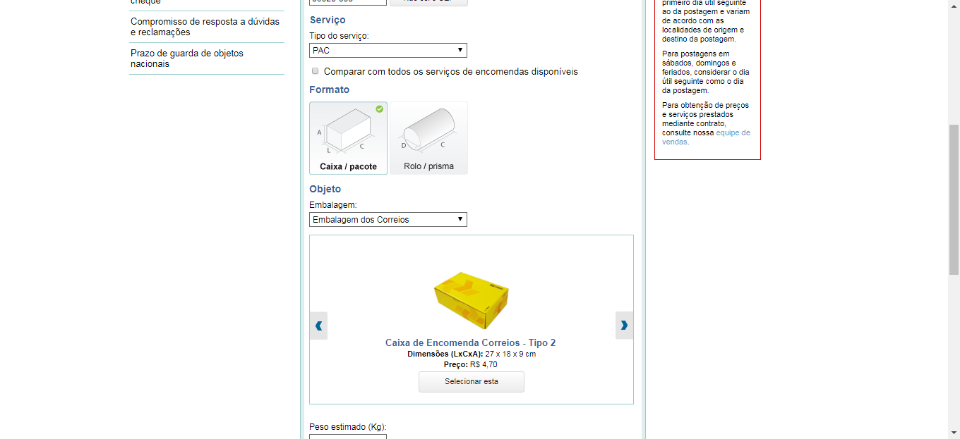 cheque
Compromisso de resposta a dúvidas
e reclamações
Prazo de guarda de objetos
nacionais
Serviço
Tipo do serviço:
PAC
Comparar com todos os serviços de encomendas disponíveis
Formato
A
L
C
Caixa / pacote
D
C
Rolo / prisma
Objeto
Embalagem:
Embalagem dos Correios
Caixa de Encomenda Correios - Tipo 2
Dimensões (LxCxA): 27 x 18 x 9 cm
Preço: R$ 4,70
Selecionar esta
Peso estimado (Kg):
primeiro dia útil seguinte
ao da postagem e variam
de acordo com as
localidades de origem e
destino da postagem.
Para postagens em
sábados, domingos e
feriados, considerar o dia
útil seguinte como o dia
da postagem.
Para obtenção de preços
e serviços prestados
mediante contrato,
consulte nossa equipe de
vendas.